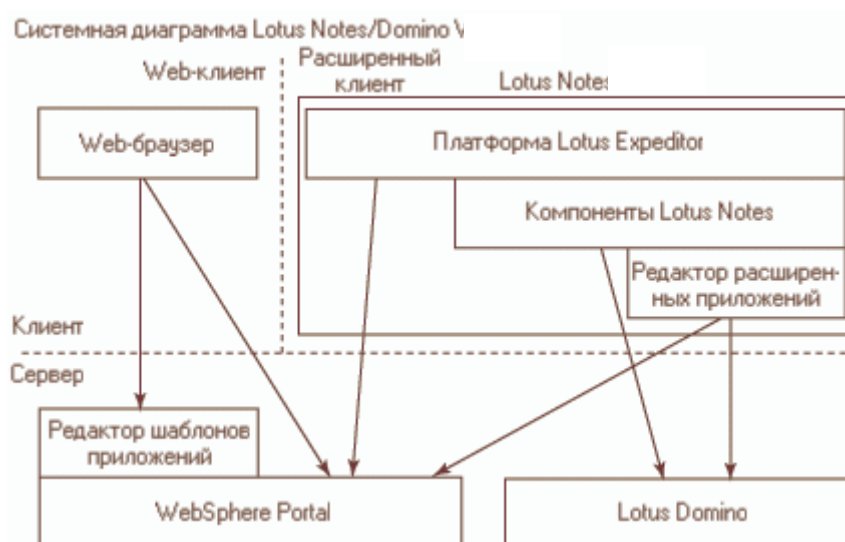 Системная диаграмма Lotus Notes/Domino V
Web-клиент
Расширенный
клиент
Lotus Notes
Web-браузер
Платформа Lotus Expeditor
Компоненты Lotus Notes
Редактор расширен-
ных приложений
Клиент
Сервер
Редактор шаблонов
приложений
WebSphere Portal
Lotus Domino